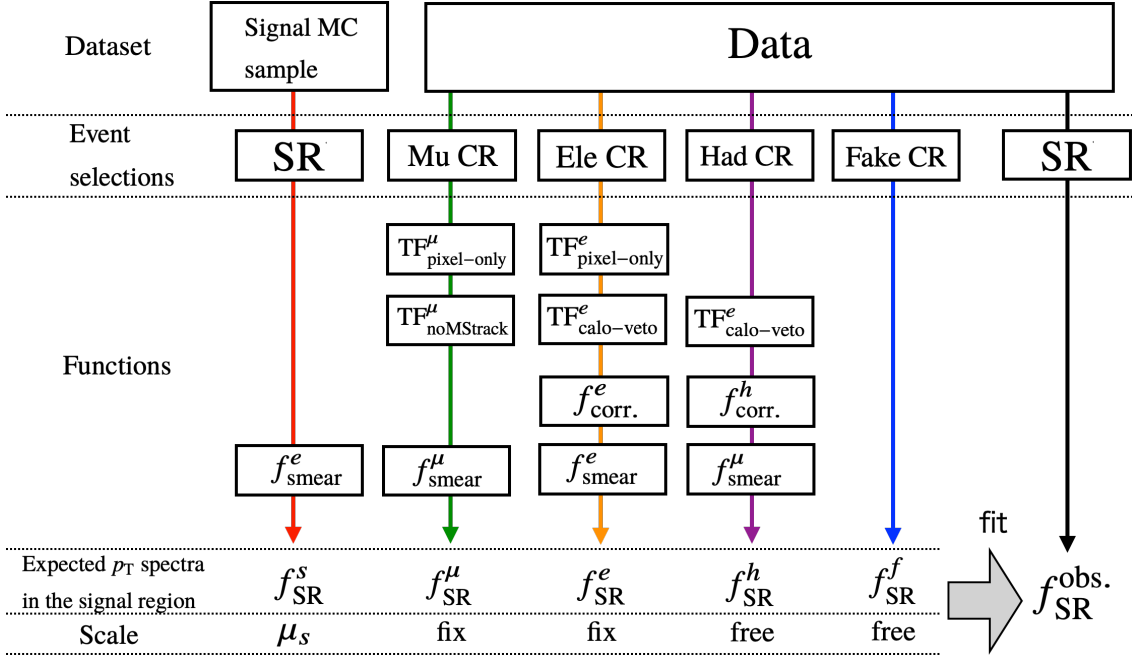 Dataset
Signal MC
sample
Data
Event
selections
SR
Mu CR
Ele CR
Had CR
Fake CR
SR
Functions
TF^μ_pixel−only
TF^e_pixel−only
TF^μ_noMStrack
TF^e_calo−veto
TF^e_calo−veto
f^e_corr.
f^h_corr.
f^e_smear
f^μ_smear
f^e_smear
f^μ_smear
fit
Expected p_T spectra
in the signal region
f^s_SR
f^μ_SR
f^e_SR
f^h_SR
f^f_SR
f^obs._SR
Scale
μ_s
fix
fix
free
free